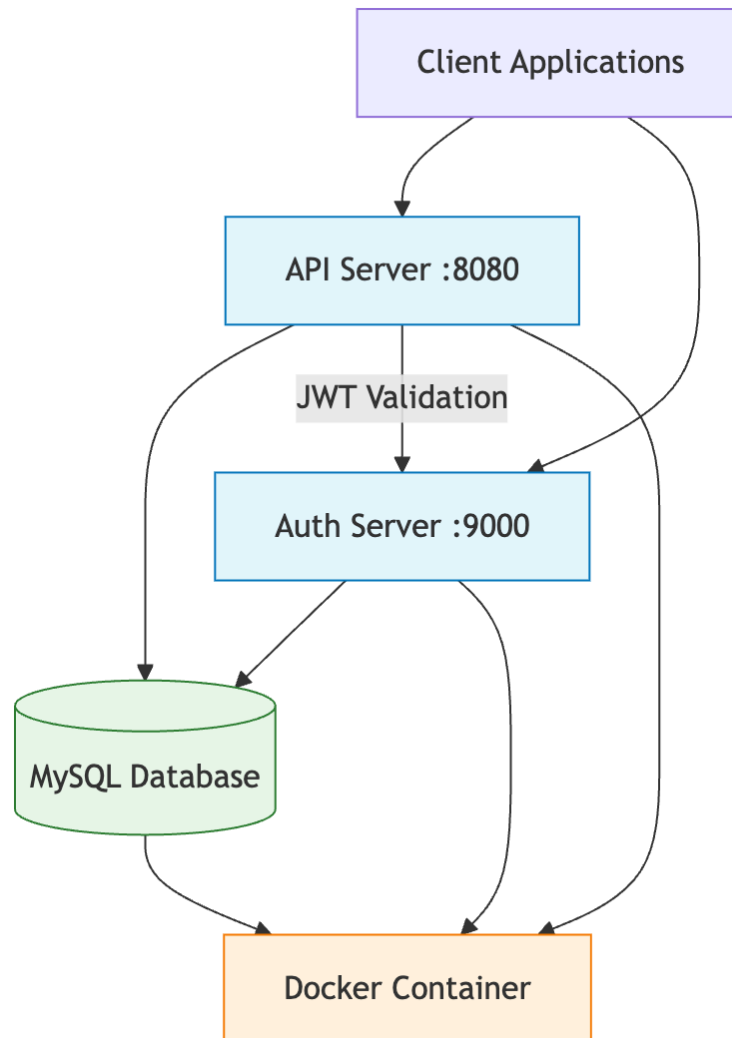 Client Applications
API Server :8080
JWT Validation
Auth Server :9000
MySQL Database
Docker Container